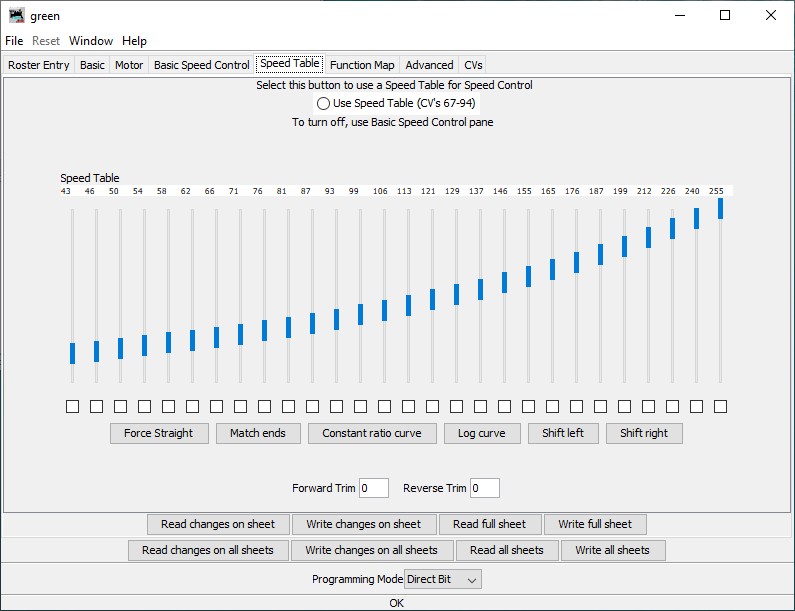 green
File Reset Window Help
Roster Entry Basic Motor Basic Speed Control Speed Table Function Map Advanced CVs
Select this button to use a Speed Table for Speed Control
Use Speed Table (CV's 67-94)
To turn off, use Basic Speed Control pane
Speed Table
43 46 50 54 58 62 66 71 76 81 87 93 99 106 113 121 129 137 146 155 165 176 187 199 212 226 240 255
Force Straight Match ends Constant ratio curve Log curve Shift left Shift right
Forward Trim 0 Reverse Trim 0
Read changes on sheet Write changes on sheet Read full sheet Write full sheet
Read changes on all sheets Write changes on all sheets Read all sheets Write all sheets
Programming Mode Direct Bit
OK